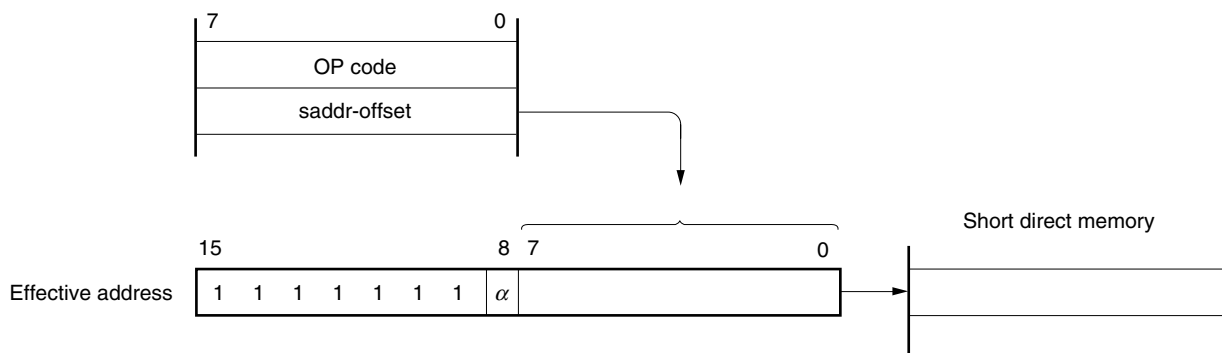 7 0
OP code
saddr-offset
Short direct memory
15 8 7 0
Effective address 1 1 1 1 1 1 1 α